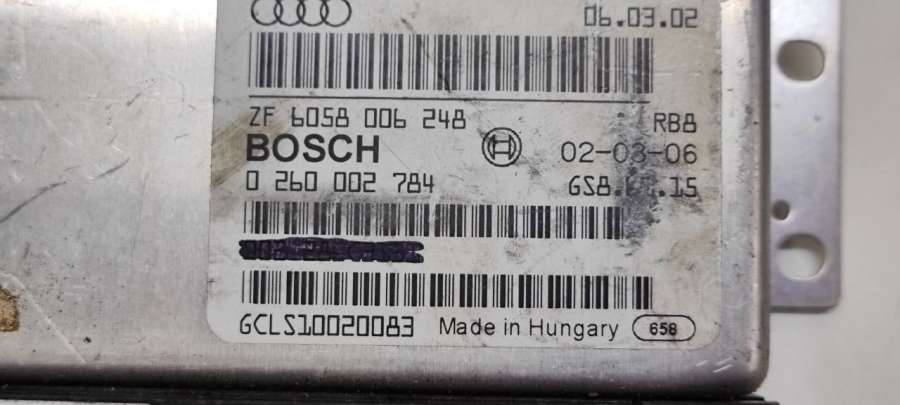 06.03.02
ZF 6058 006 248 RB8
BOSCH 02-03-06
0 260 002 784
GCLS10020083 Made in Hungary 658